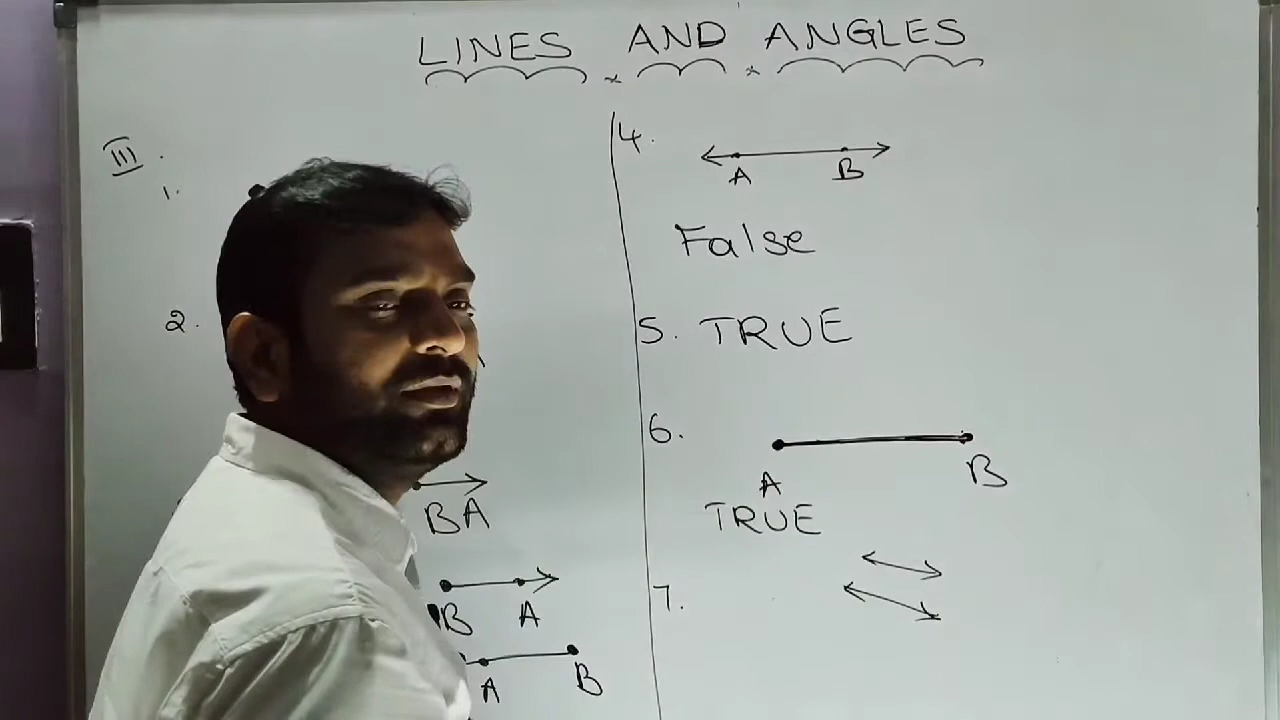 LINES AND ANGLES
III.
1.
2.
BA
B A
A B
4.
A B
False
5. TRUE
6.
A B
TRUE
7.